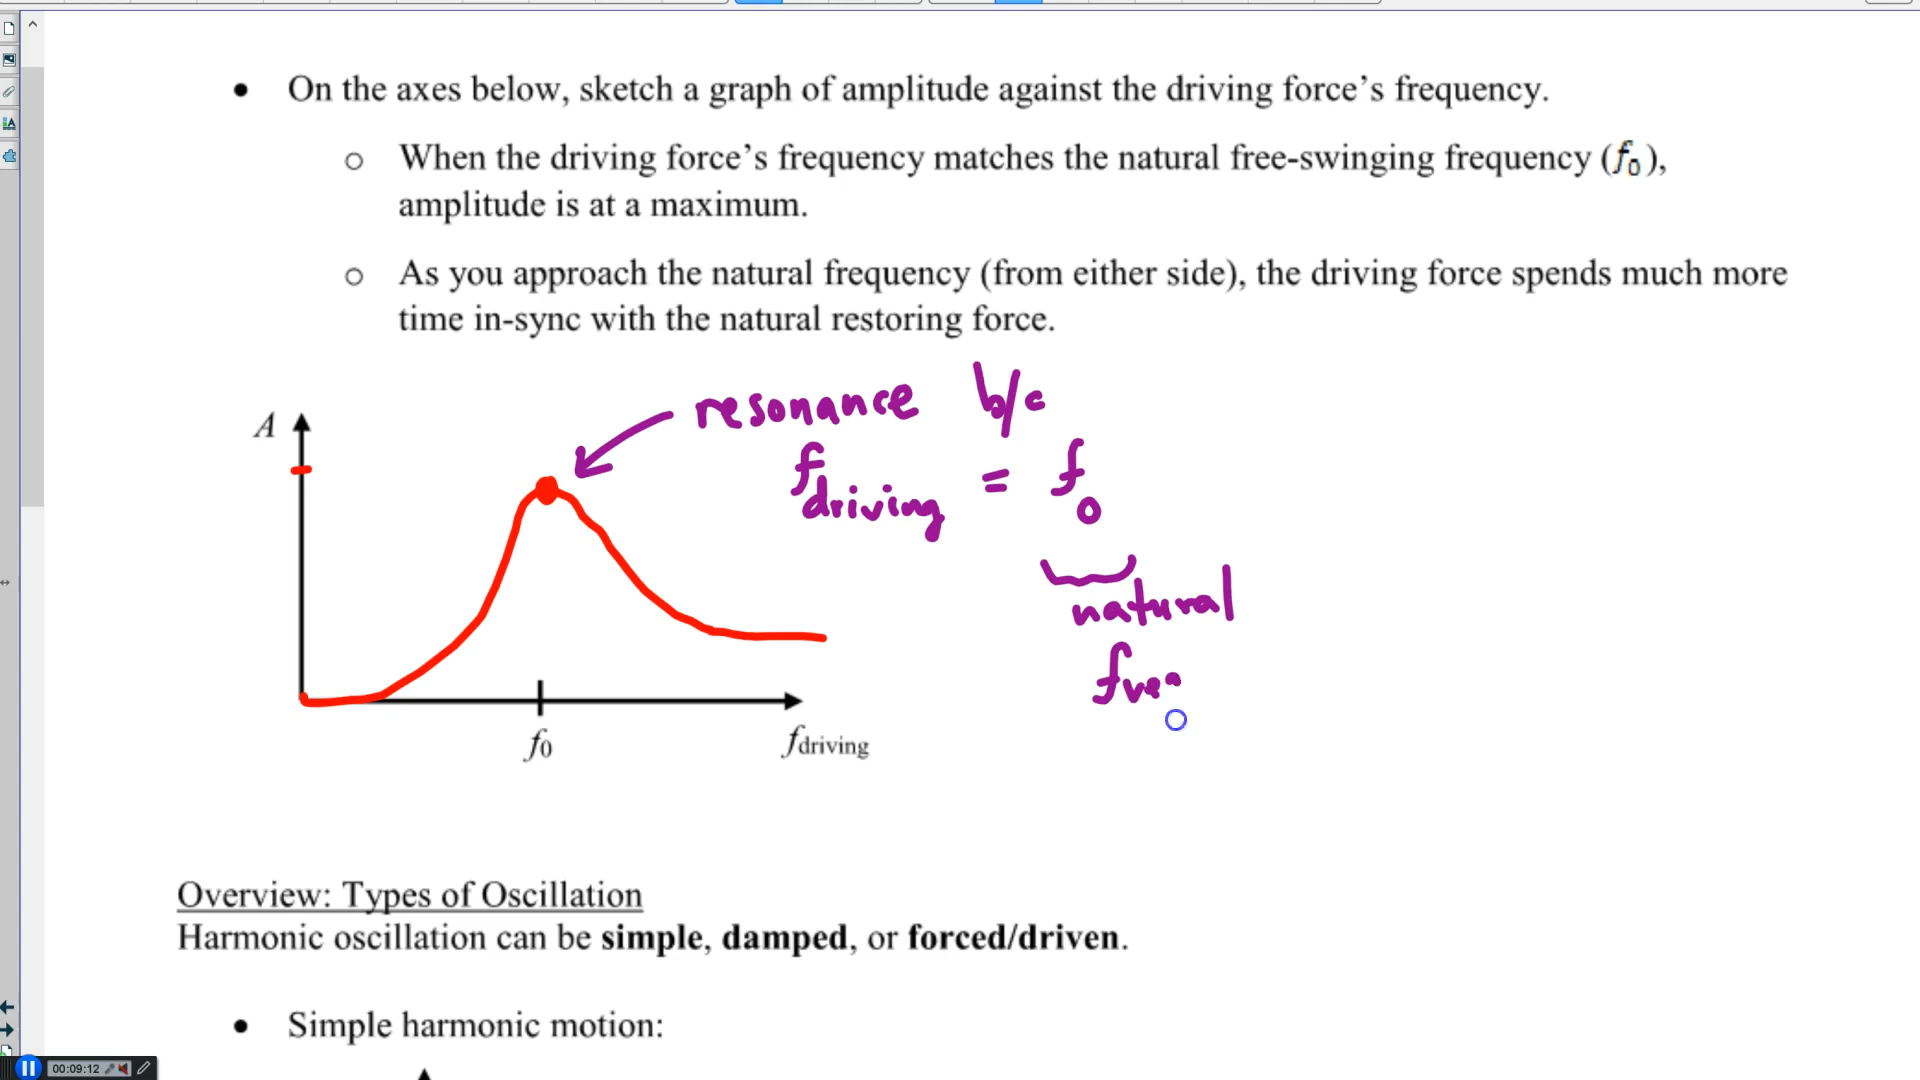 On the axes below, sketch a graph of amplitude against the driving force’s frequency.
When the driving force’s frequency matches the natural free-swinging frequency (f0),
amplitude is at a maximum.
As you approach the natural frequency (from either side), the driving force spends much more
time in-sync with the natural restoring force.
resonance b/c
A
f driving = f0
natural
freq
f0
fdriving
Overview: Types of Oscillation
Harmonic oscillation can be simple, damped, or forced/driven.
Simple harmonic motion:
00:09:12